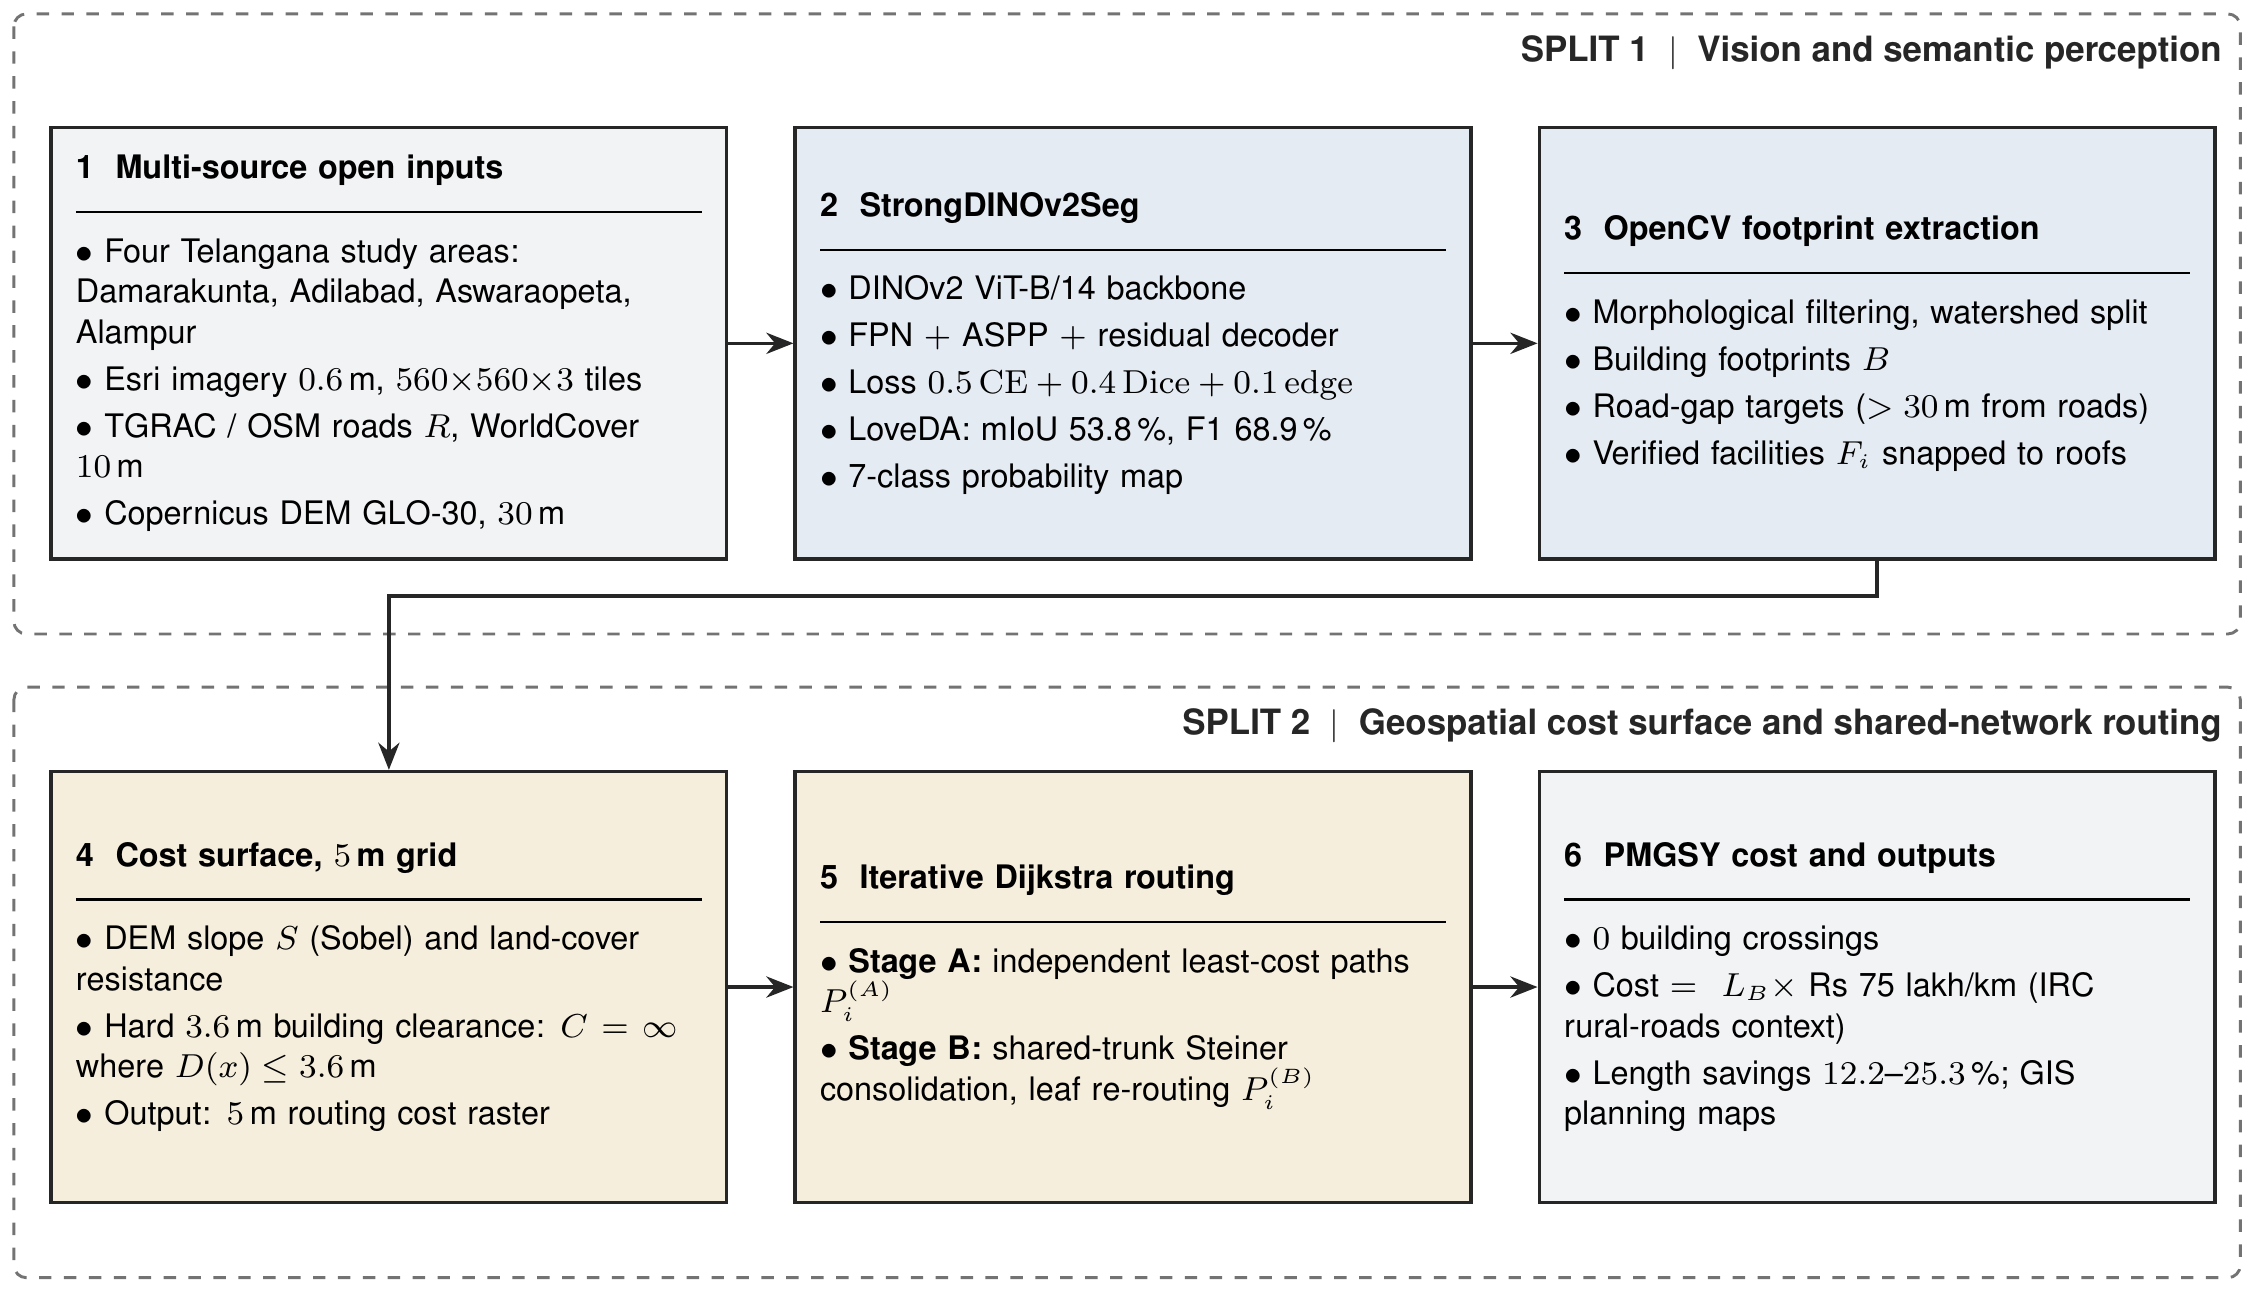 SPLIT 1 | Vision and semantic perception
1 Multi-source open inputs
• Four Telangana study areas:
Damarakunta, Adilabad, Aswaraopeta,
Alampur
• Esri imagery 0.6 m, 560×560×3 tiles
• TGRAC / OSM roads R, WorldCover
10 m
• Copernicus DEM GLO-30, 30 m
2 StrongDINOv2Seg
• DINOv2 ViT-B/14 backbone
• FPN + ASPP + residual decoder
• Loss 0.5 CE + 0.4 Dice + 0.1 edge
• LoveDA: mIoU 53.8 %, F1 68.9 %
• 7-class probability map
3 OpenCV footprint extraction
• Morphological filtering, watershed split
• Building footprints B
• Road-gap targets (> 30 m from roads)
• Verified facilities F_i snapped to roofs
SPLIT 2 | Geospatial cost surface and shared-network routing
4 Cost surface, 5 m grid
• DEM slope S (Sobel) and land-cover
resistance
• Hard 3.6 m building clearance: C = ∞
where D(x) ≤ 3.6 m
• Output: 5 m routing cost raster
5 Iterative Dijkstra routing
• Stage A: independent least-cost paths
P_i^(A)
• Stage B: shared-trunk Steiner
consolidation, leaf re-routing P_i^(B)
6 PMGSY cost and outputs
• 0 building crossings
• Cost = L_B × Rs 75 lakh/km (IRC
rural-roads context)
• Length savings 12.2–25.3 %; GIS
planning maps